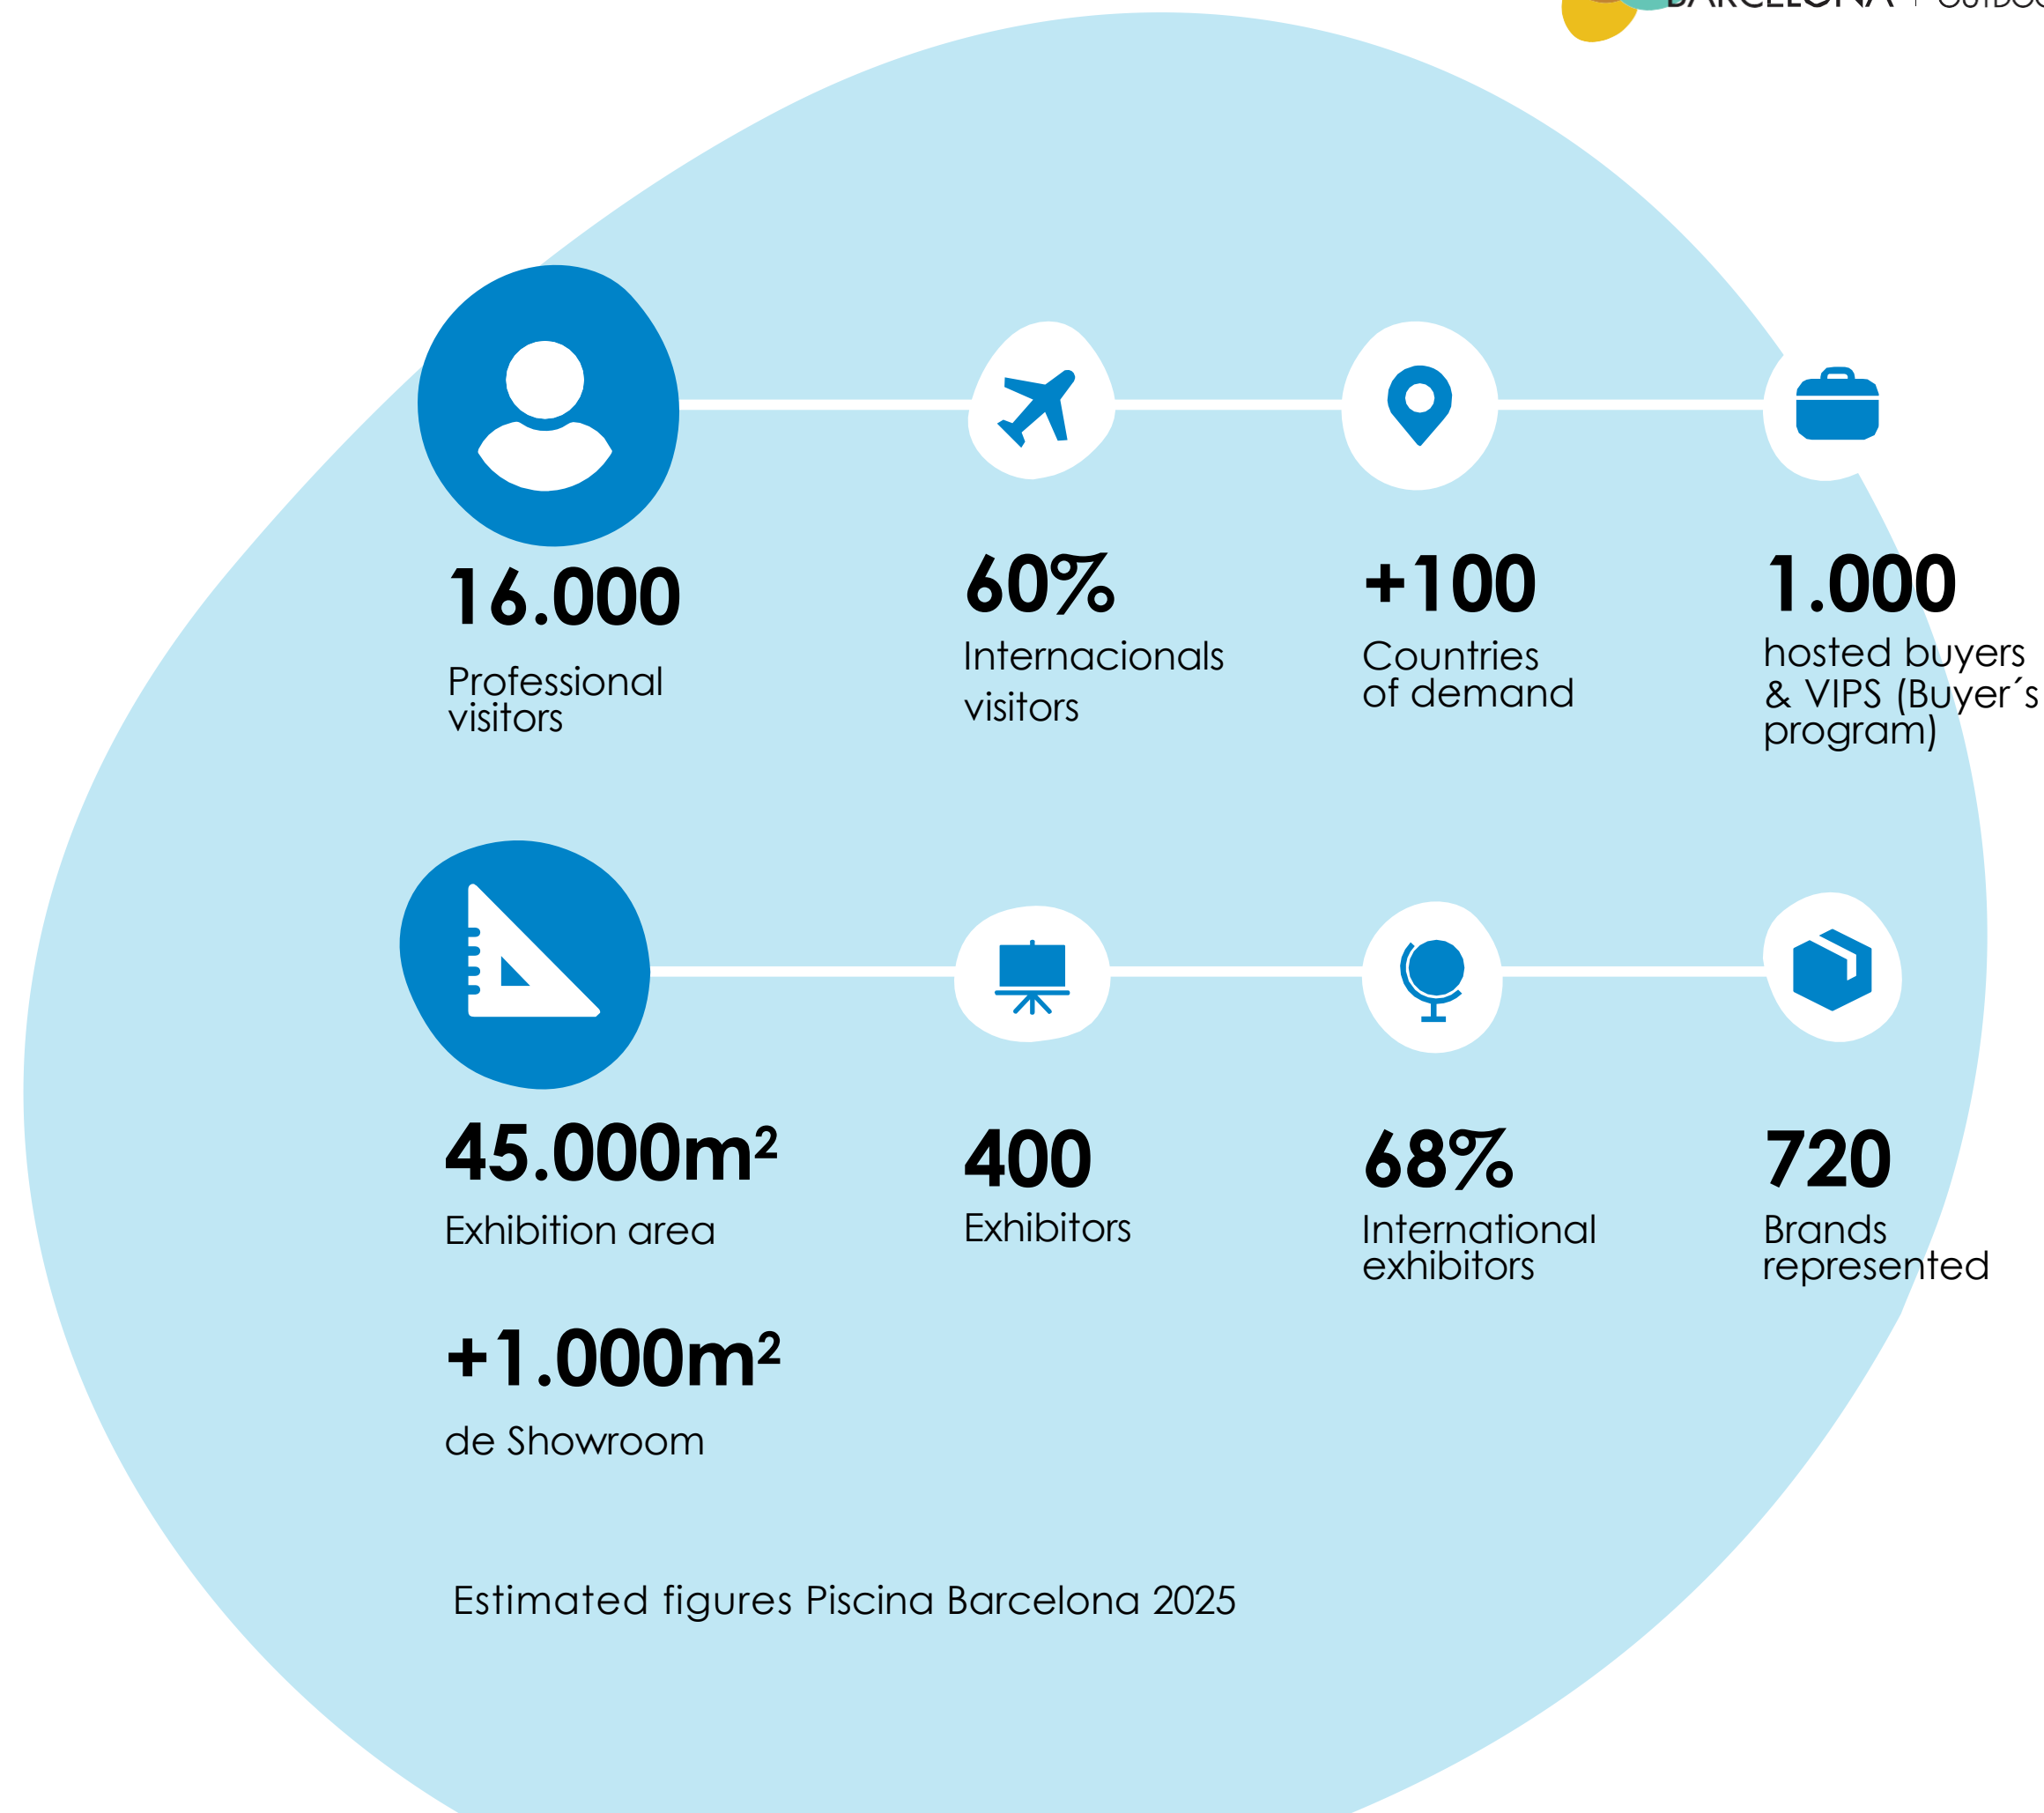 BARCELONA
16.000
Professional
visitors
60%
Internacionals
visitors
+100
Countries
of demand
1.000
hosted buyers
& VIPS (Buyer´s
program)
45.000m²
Exhibition area
+1.000m²
de Showroom
400
Exhibitors
68%
International
exhibitors
720
Brands
represented
Estimated figures Piscina Barcelona 2025